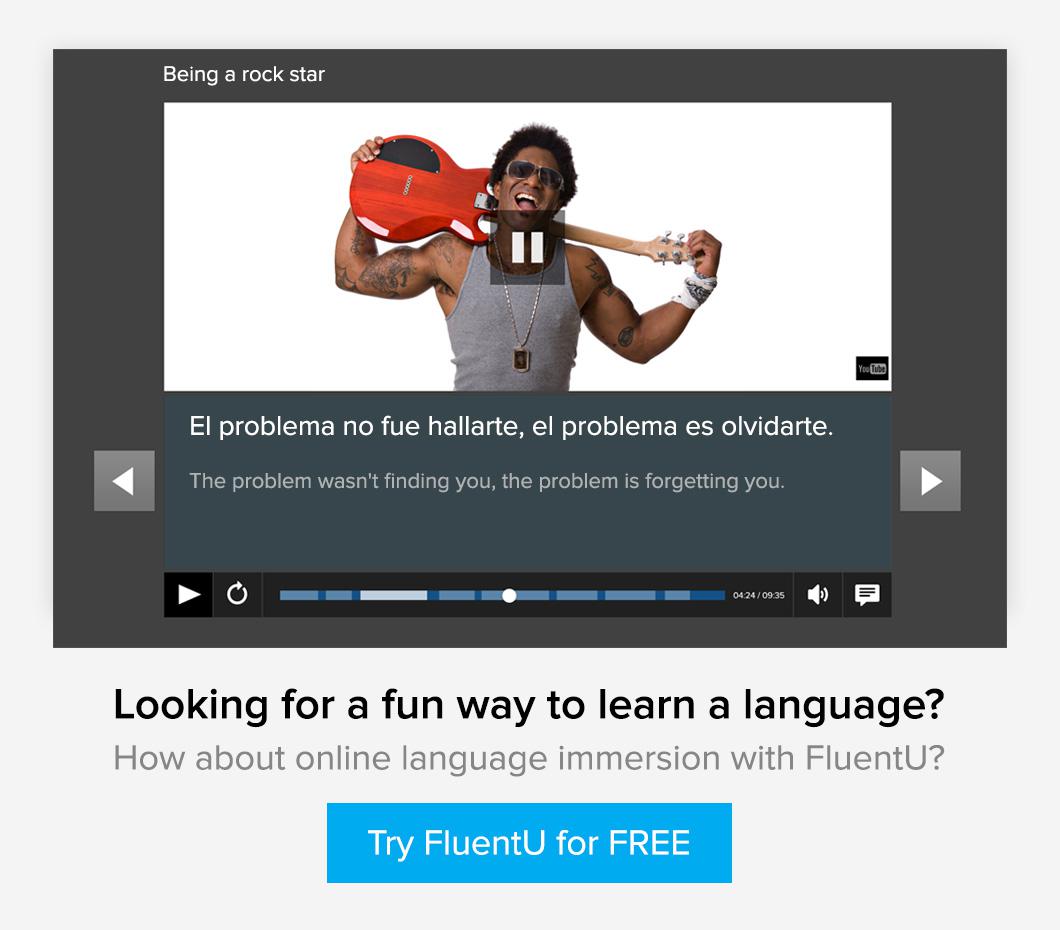 Being a rock star
YouTube
El problema no fue hallarte, el problema es olvidarte.
The problem wasn't finding you, the problem is forgetting you.
04:24 / 09:35
Looking for a fun way to learn a language?
How about online language immersion with FluentU?
Try FluentU for FREE